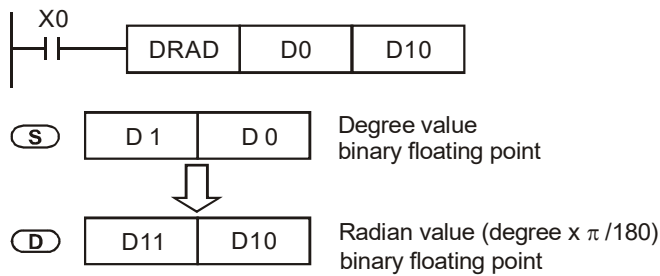 X0
DRAD D0 D10
S D 1 D 0 Degree value
binary floating point
D D11 D10 Radian value (degree x π /180)
binary floating point